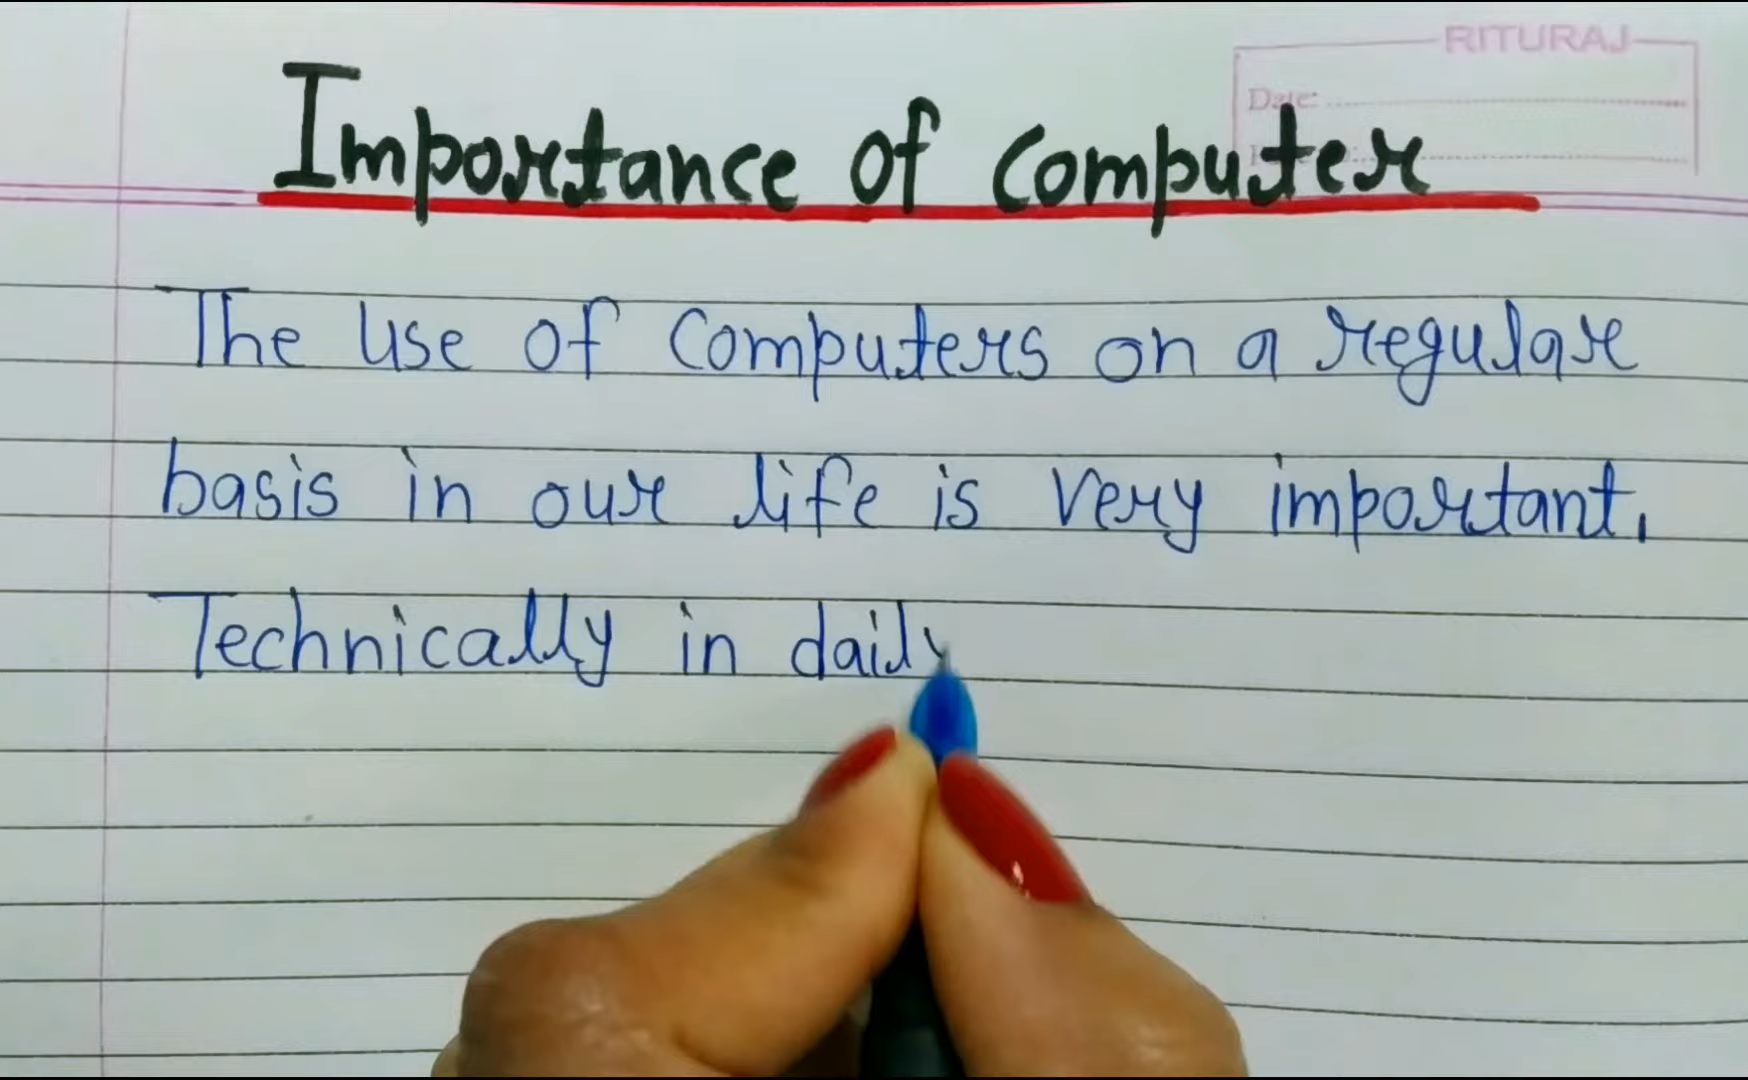 RITURAJ
Date:
Importance of Computer
The use of Computers on a regular
basis in our life is very important.
Technically in daily